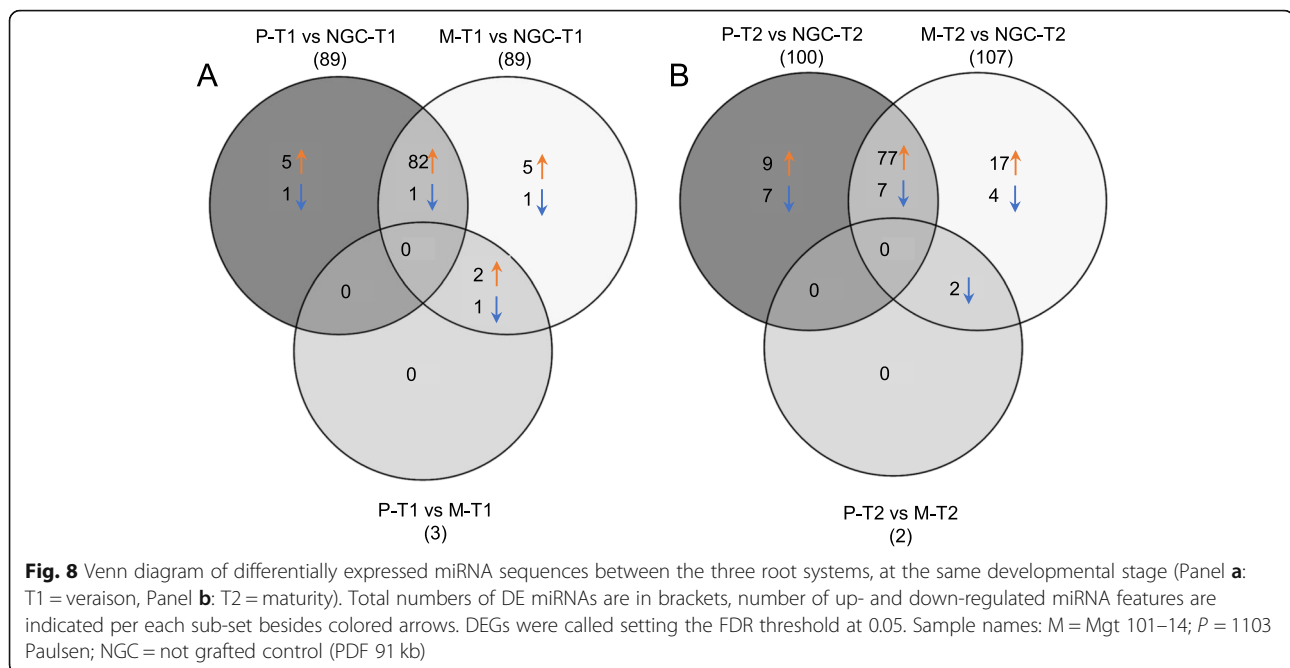 P-T1 vs NGC-T1
(89)
M-T1 vs NGC-T1
(89)
A
5
1
82
1
5
1
0
0
2
1
0
P-T1 vs M-T1
(3)
P-T2 vs NGC-T2
(100)
M-T2 vs NGC-T2
(107)
B
9
7
77
7
17
4
0
0
2
0
P-T2 vs M-T2
(2)
Fig. 8 Venn diagram of differentially expressed miRNA sequences between the three root systems, at the same developmental stage (Panel a:
T1 = veraison, Panel b: T2 = maturity). Total numbers of DE miRNAs are in brackets, number of up- and down-regulated miRNA features are
indicated per each sub-set besides colored arrows. DEGs were called setting the FDR threshold at 0.05. Sample names: M = Mgt 101–14; P = 1103
Paulsen; NGC = not grafted control (PDF 91 kb)